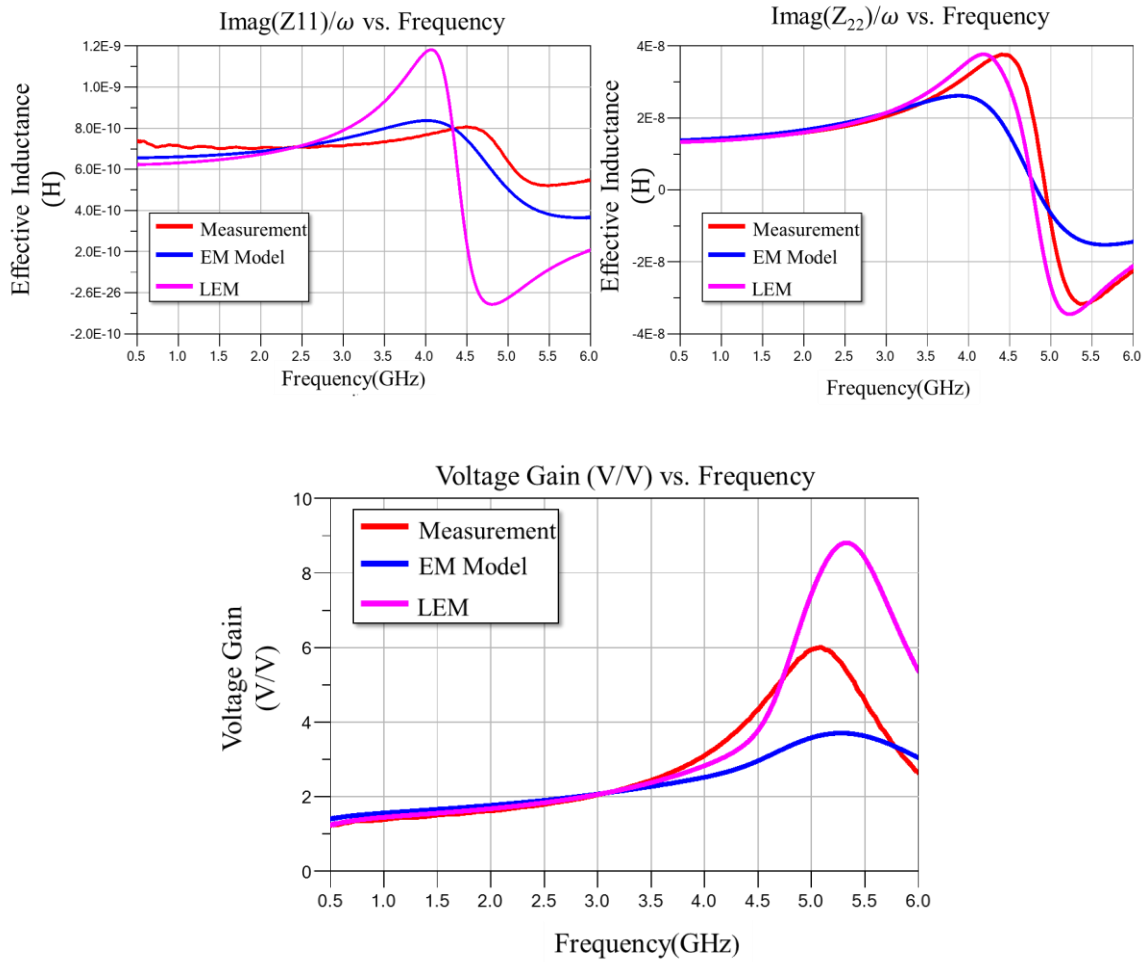 Imag(Z11)/ω vs. Frequency
Effective Inductance
(H)
1.2E-9
1.0E-9
8.0E-10
6.0E-10
4.0E-10
2.0E-10
-2.6E-26
-2.0E-10
Measurement
EM Model
LEM
0.5 1.0 1.5 2.0 2.5 3.0 3.5 4.0 4.5 5.0 5.5 6.0
Frequency(GHz)
Imag(Z22)/ω vs. Frequency
Effective Inductance
(H)
4E-8
2E-8
0
-2E-8
-4E-8
Measurement
EM Model
LEM
0.5 1.0 1.5 2.0 2.5 3.0 3.5 4.0 4.5 5.0 5.5 6.0
Frequency(GHz)
Voltage Gain (V/V) vs. Frequency
Voltage Gain
(V/V)
10
8
6
4
2
0
Measurement
EM Model
LEM
0.5 1.0 1.5 2.0 2.5 3.0 3.5 4.0 4.5 5.0 5.5 6.0
Frequency(GHz)